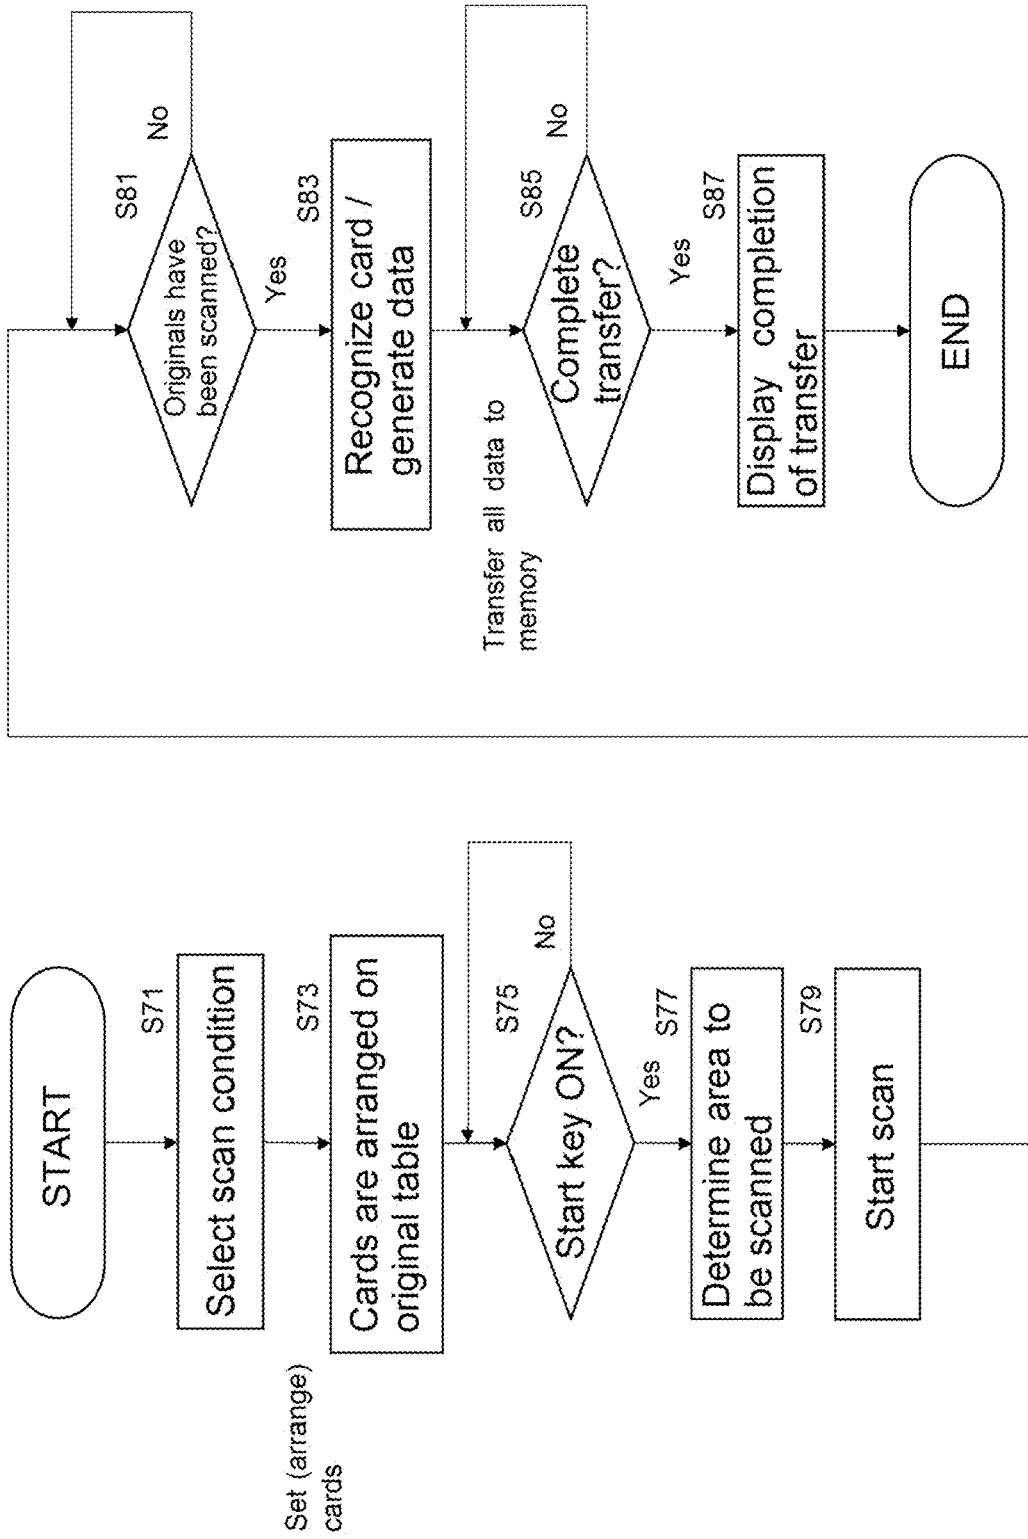 START
S71
Select scan condition
Set (arrange)
cards
S73
Cards are arranged on
original table
S75
Start key ON?
No
Yes
S77
Determine area to
be scanned
S79
Start scan
S81
Originals have
been scanned?
No
Yes
S83
Recognize card /
generate data
Transfer all data to
memory
S85
Complete
transfer?
No
Yes
S87
Display completion
of transfer
END